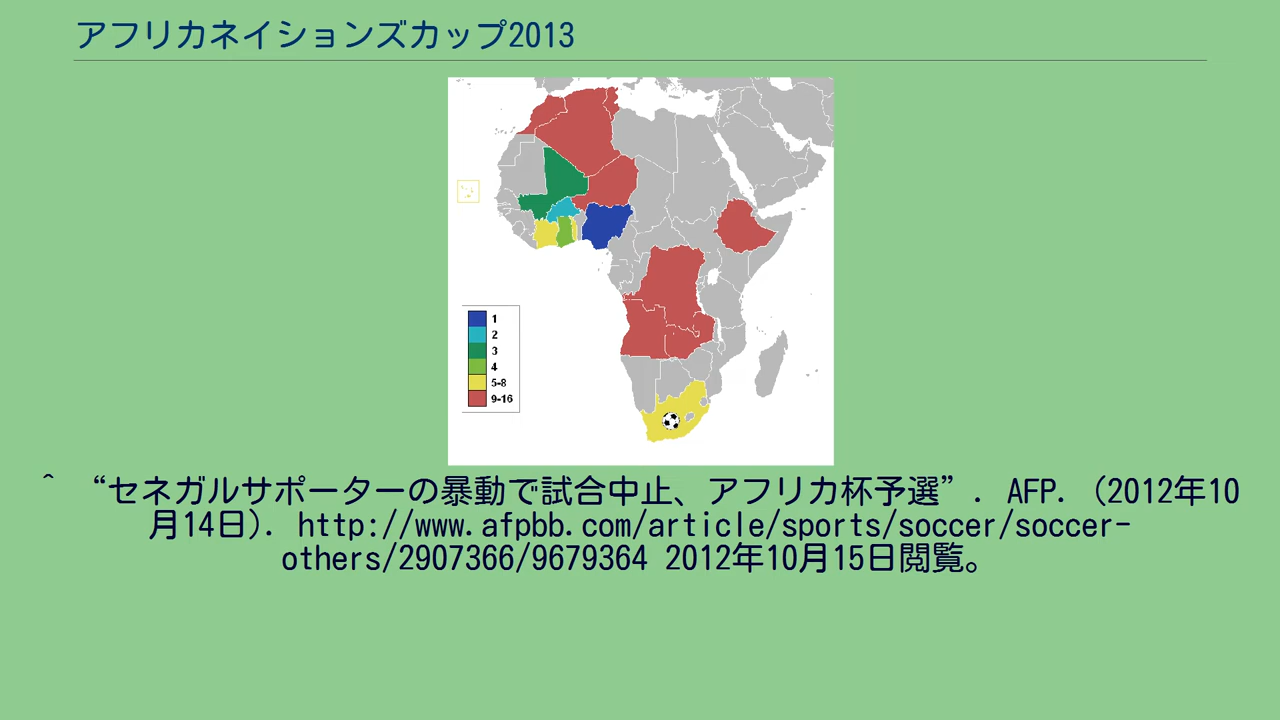 アフリカネイションズカップ2013
1
2
3
4
5-8
9-16
^ “セネガルサポーターの暴動で試合中止、アフリカ杯予選”. AFP. (2012年10
月14日). http://www.afpbb.com/article/sports/soccer/soccer-
others/2907366/9679364 2012年10月15日閲覧。